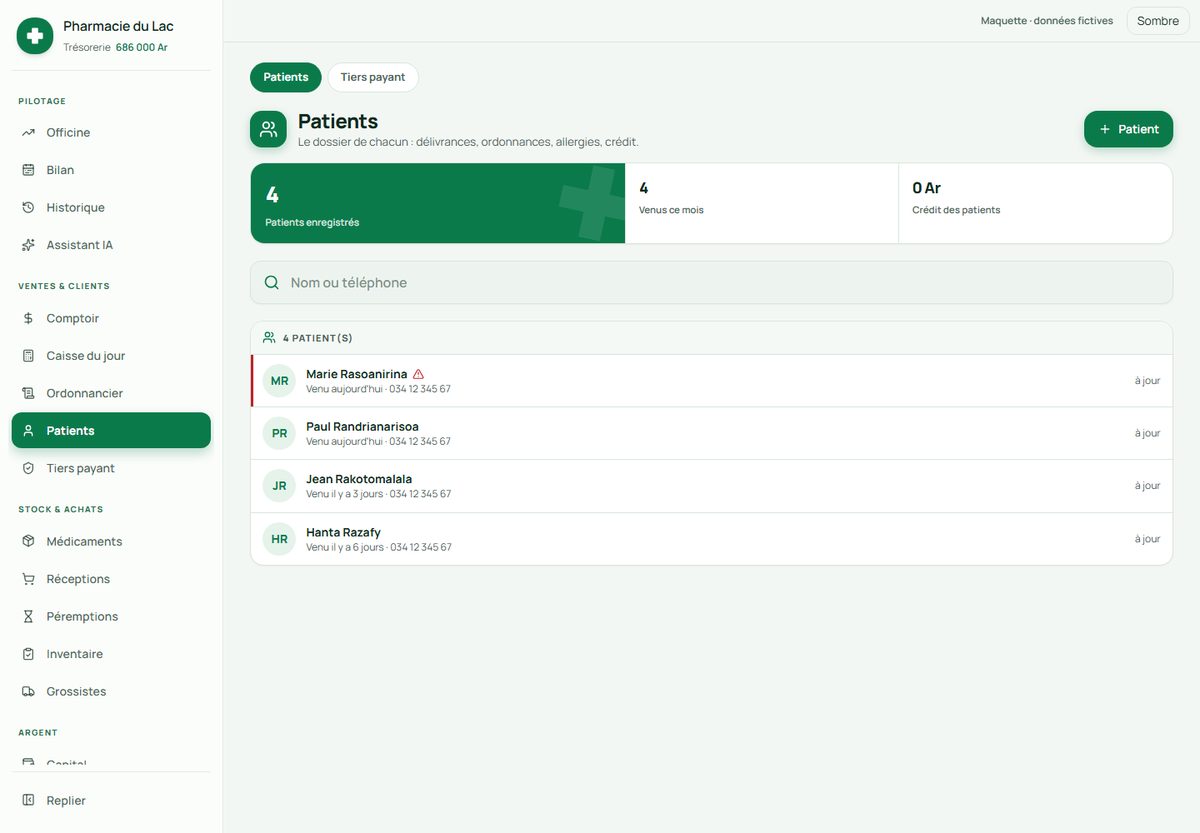 Pharmacie du Lac
Trésorerie 686 000 Ar
Maquette · données fictives
Sombre
PILOTAGE
Officine
Bilan
Historique
Assistant IA
VENTES & CLIENTS
Comptoir
Caisse du jour
Ordonnancier
Patients
Tiers payant
STOCK & ACHATS
Médicaments
Réceptions
Péremptions
Inventaire
Grossistes
ARGENT
Capital
Replier
Patients
Tiers payant
Patients
Le dossier de chacun : délivrances, ordonnances, allergies, crédit.
+ Patient
4
Patients enregistrés
4
Venus ce mois
0 Ar
Crédit des patients
Nom ou téléphone
4 PATIENT(S)
MR
Marie Rasoanirina
Venu aujourd'hui · 034 12 345 67
à jour
PR
Paul Randrianarisoa
Venu aujourd'hui · 034 12 345 67
à jour
JR
Jean Rakotomalala
Venu il y a 3 jours · 034 12 345 67
à jour
HR
Hanta Razafy
Venu il y a 6 jours · 034 12 345 67
à jour